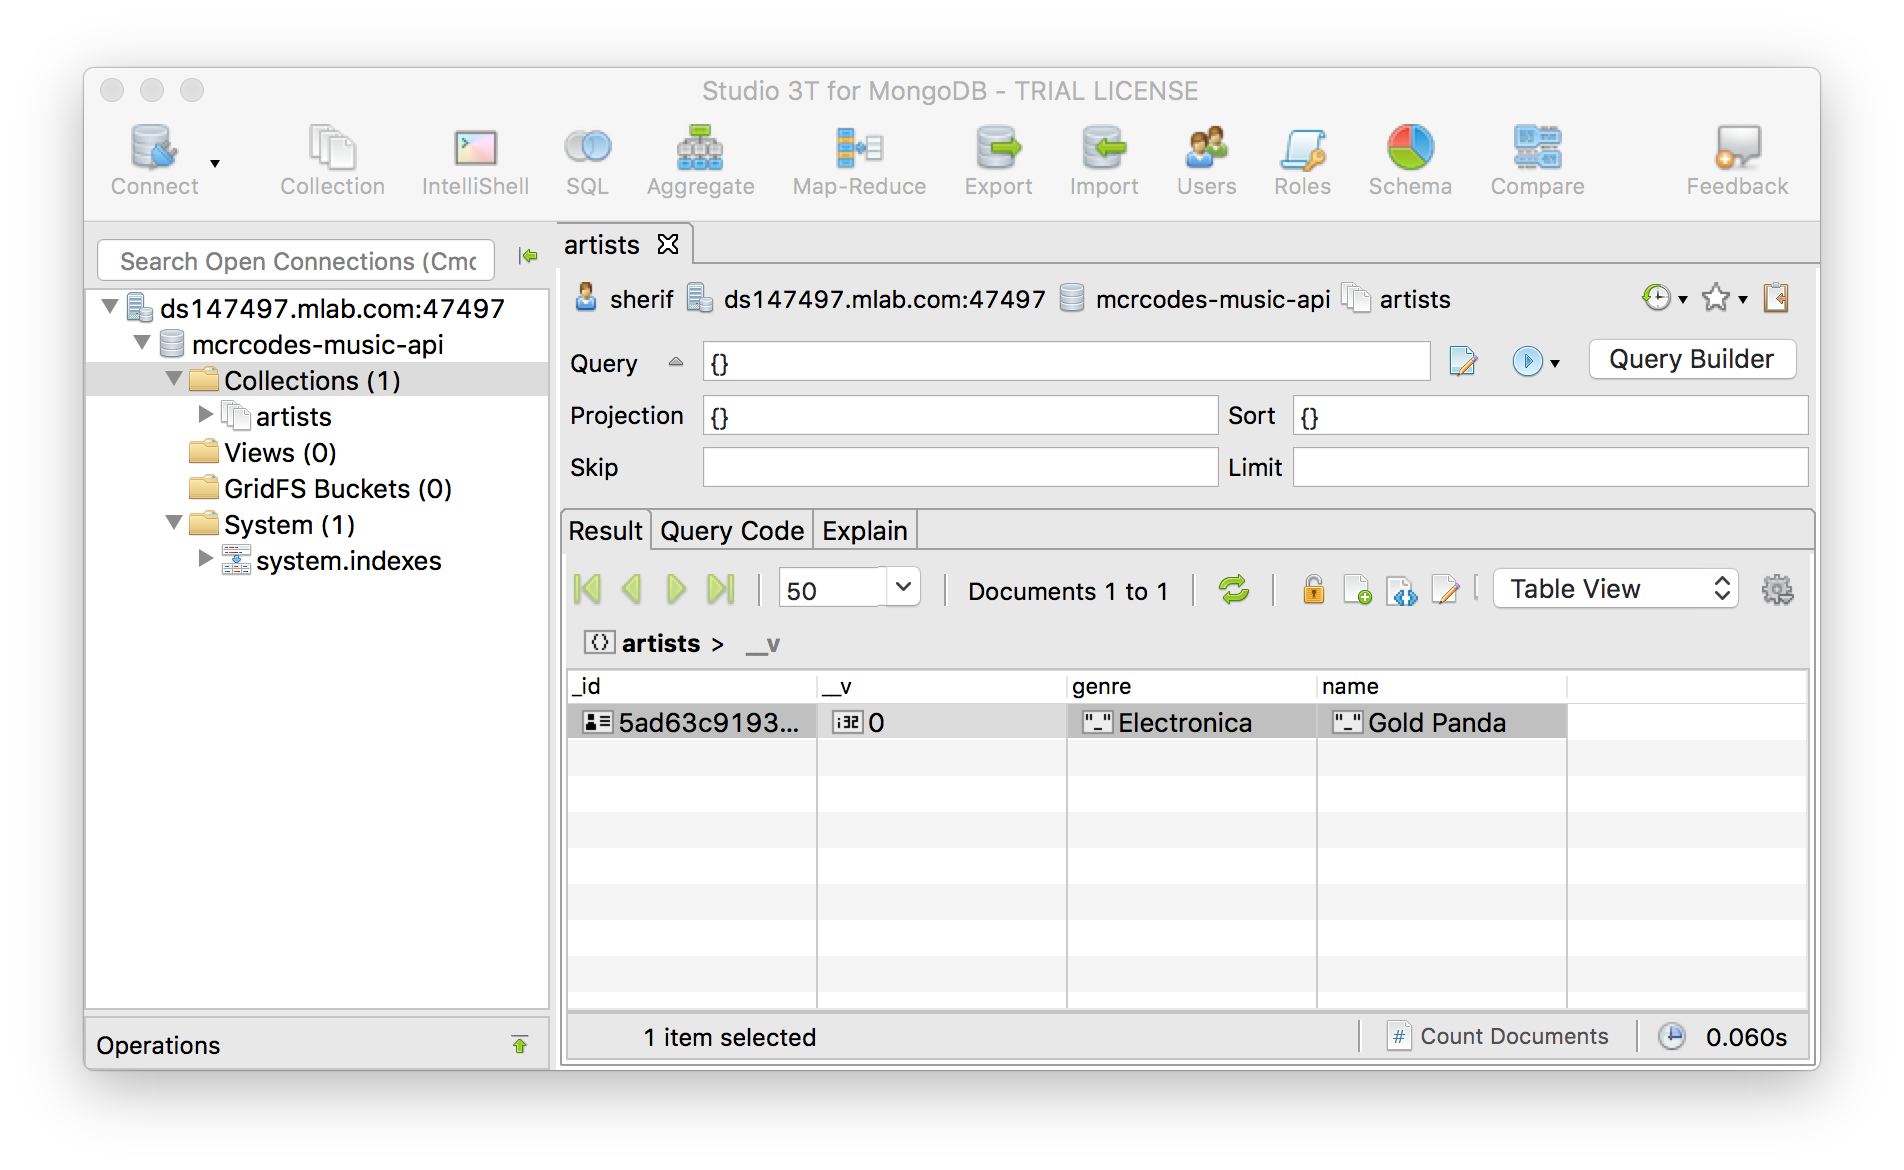 Studio 3T for MongoDB - TRIAL LICENSE
Connect Collection IntelliShell SQL Aggregate Map-Reduce Export Import Users Roles Schema Compare Feedback
Search Open Connections (Cmd
ds147497.mlab.com:47497
mcrcodes-music-api
Collections (1)
artists
Views (0)
GridFS Buckets (0)
System (1)
system.indexes
Operations
artists
sherif ds147497.mlab.com:47497 mcrcodes-music-api artists
Query {} Query Builder
Projection {} Sort {}
Skip Limit
Result Query Code Explain
50 Documents 1 to 1 Table View
{} artists > __v
_id __v genre name
5ad63c9193... i32 0 "_" Electronica "_" Gold Panda
1 item selected # Count Documents 0.060s